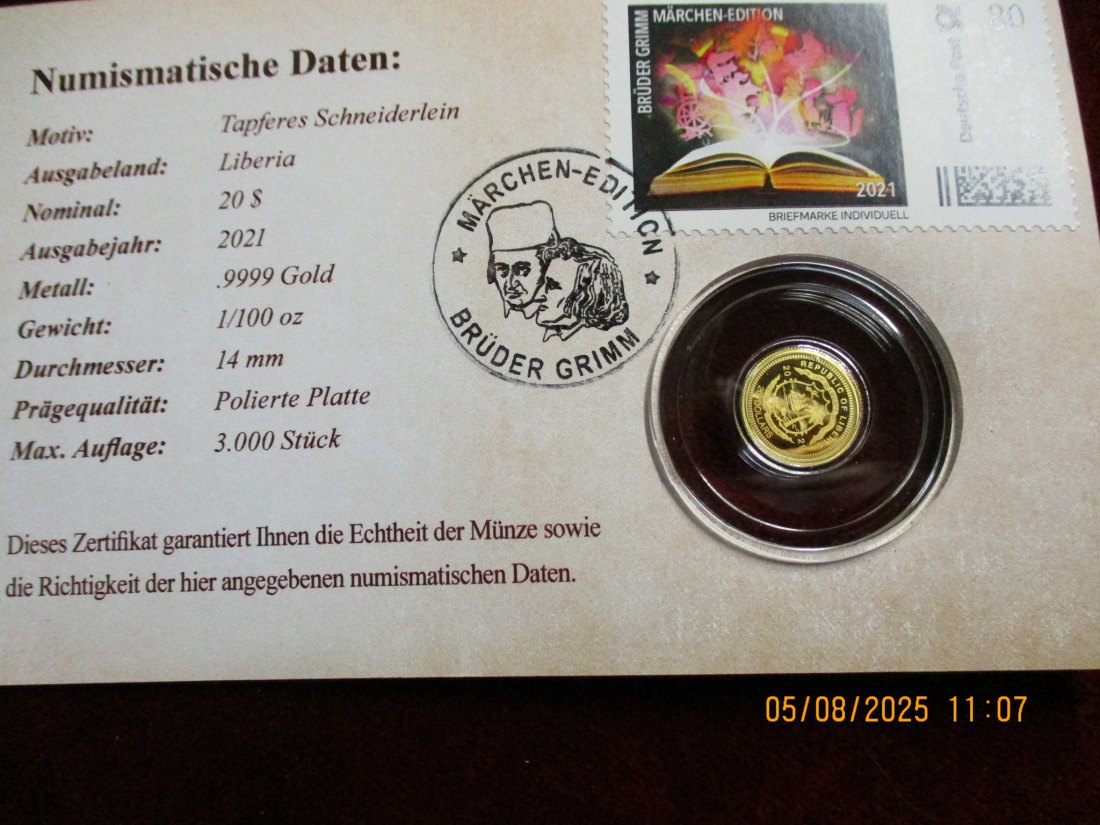 Numismatische Daten:
Motiv: Tapferes Schneiderlein
Ausgabeland: Liberia
Nominal: 20 $
Ausgabejahr: 2021
Metall: .9999 Gold
Gewicht: 1/100 oz
Durchmesser: 14 mm
Prägequalität: Polierte Platte
Max. Auflage: 3.000 Stück
Dieses Zertifikat garantiert Ihnen die Echtheit der Münze sowie
die Richtigkeit der hier angegebenen numismatischen Daten.
MÄRCHEN-EDITION
BRÜDER GRIMM
BRÜDER GRIMM
MÄRCHEN-EDITION
2021
BRIEFMARKE INDIVIDUELL
Deutsche Post
80
REPUBLIC OF LIBER
DOLLARS
05/08/2025 11:07